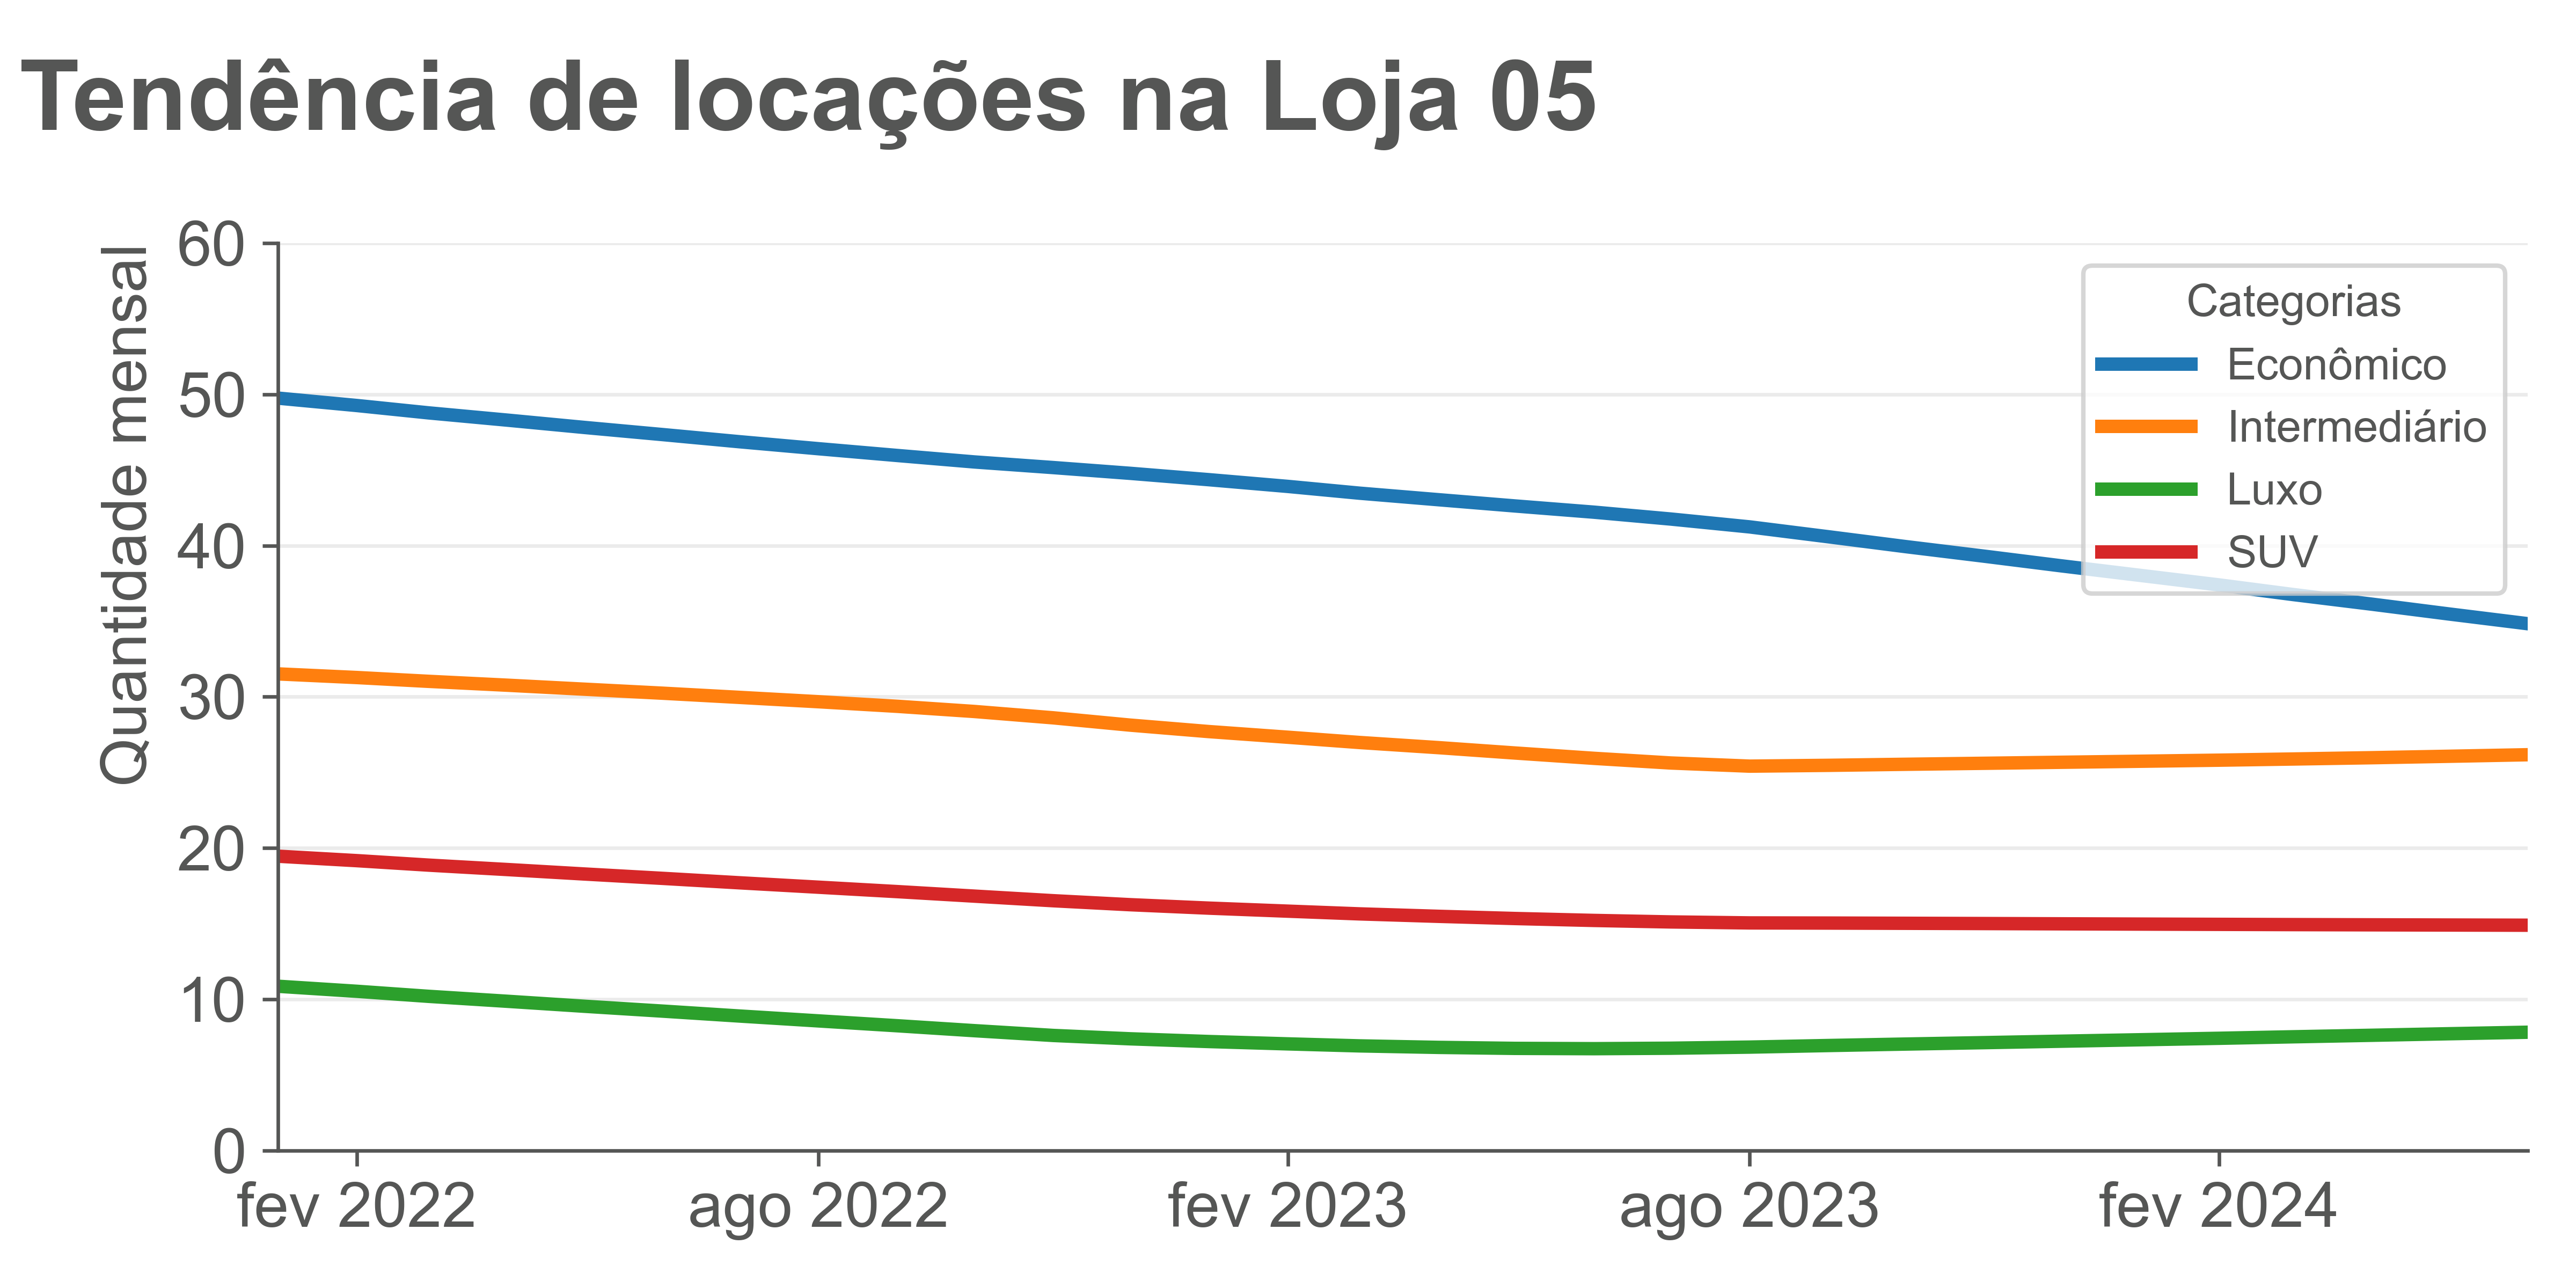 Tendência de locações na Loja 05
Quantidade mensal
60
50
40
30
20
10
0
Categorias
Econômico
Intermediário
Luxo
SUV
fev 2022
ago 2022
fev 2023
ago 2023
fev 2024